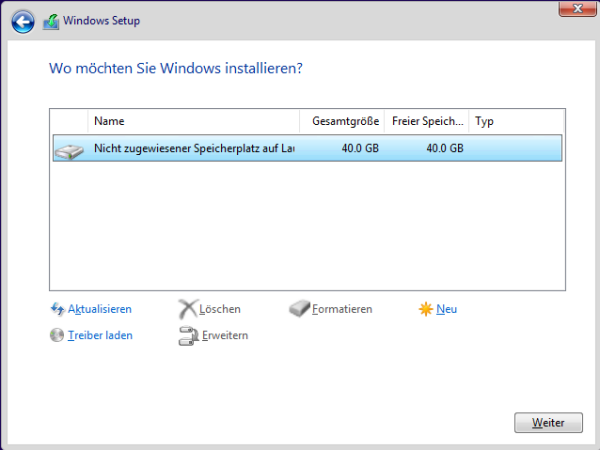 Windows Setup
Wo möchten Sie Windows installieren?
Name Gesamtgröße Freier Speich... Typ
Nicht zugewiesener Speicherplatz auf 40.0 GB 40.0 GB
Aktualisieren Löschen Formatieren Neu
Treiber laden Erweitern
Weiter